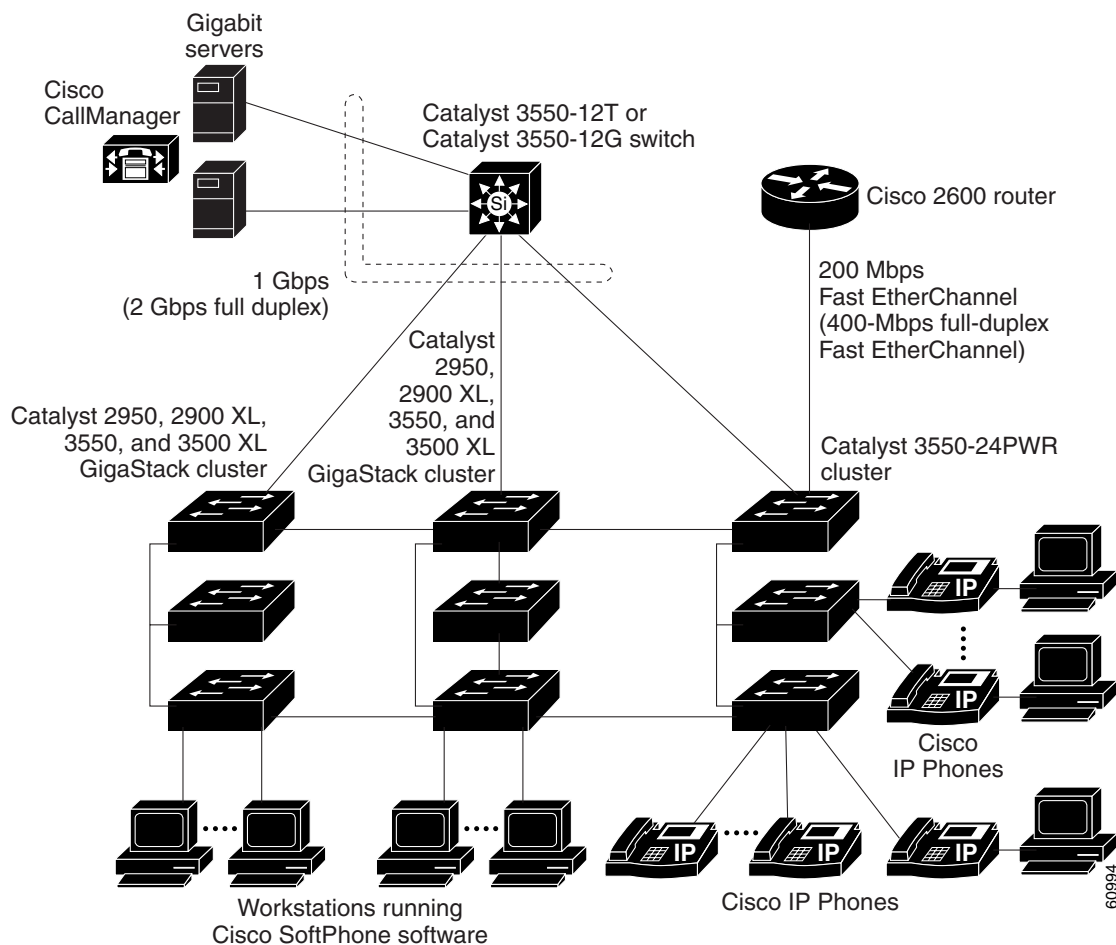 Gigabit
servers
Cisco
CallManager
Catalyst 3550-12T or
Catalyst 3550-12G switch
Si
Cisco 2600 router
1 Gbps
(2 Gbps full duplex)
200 Mbps
Fast EtherChannel
(400-Mbps full-duplex
Fast EtherChannel)
Catalyst 2950, 2900 XL,
3550, and 3500 XL
GigaStack cluster
Catalyst
2950,
2900 XL,
3550, and
3500 XL
GigaStack cluster
Catalyst 3550-24PWR
cluster
IP
IP
Cisco
IP Phones
IP
IP
IP
Workstations running
Cisco SoftPhone software
Cisco IP Phones
60994